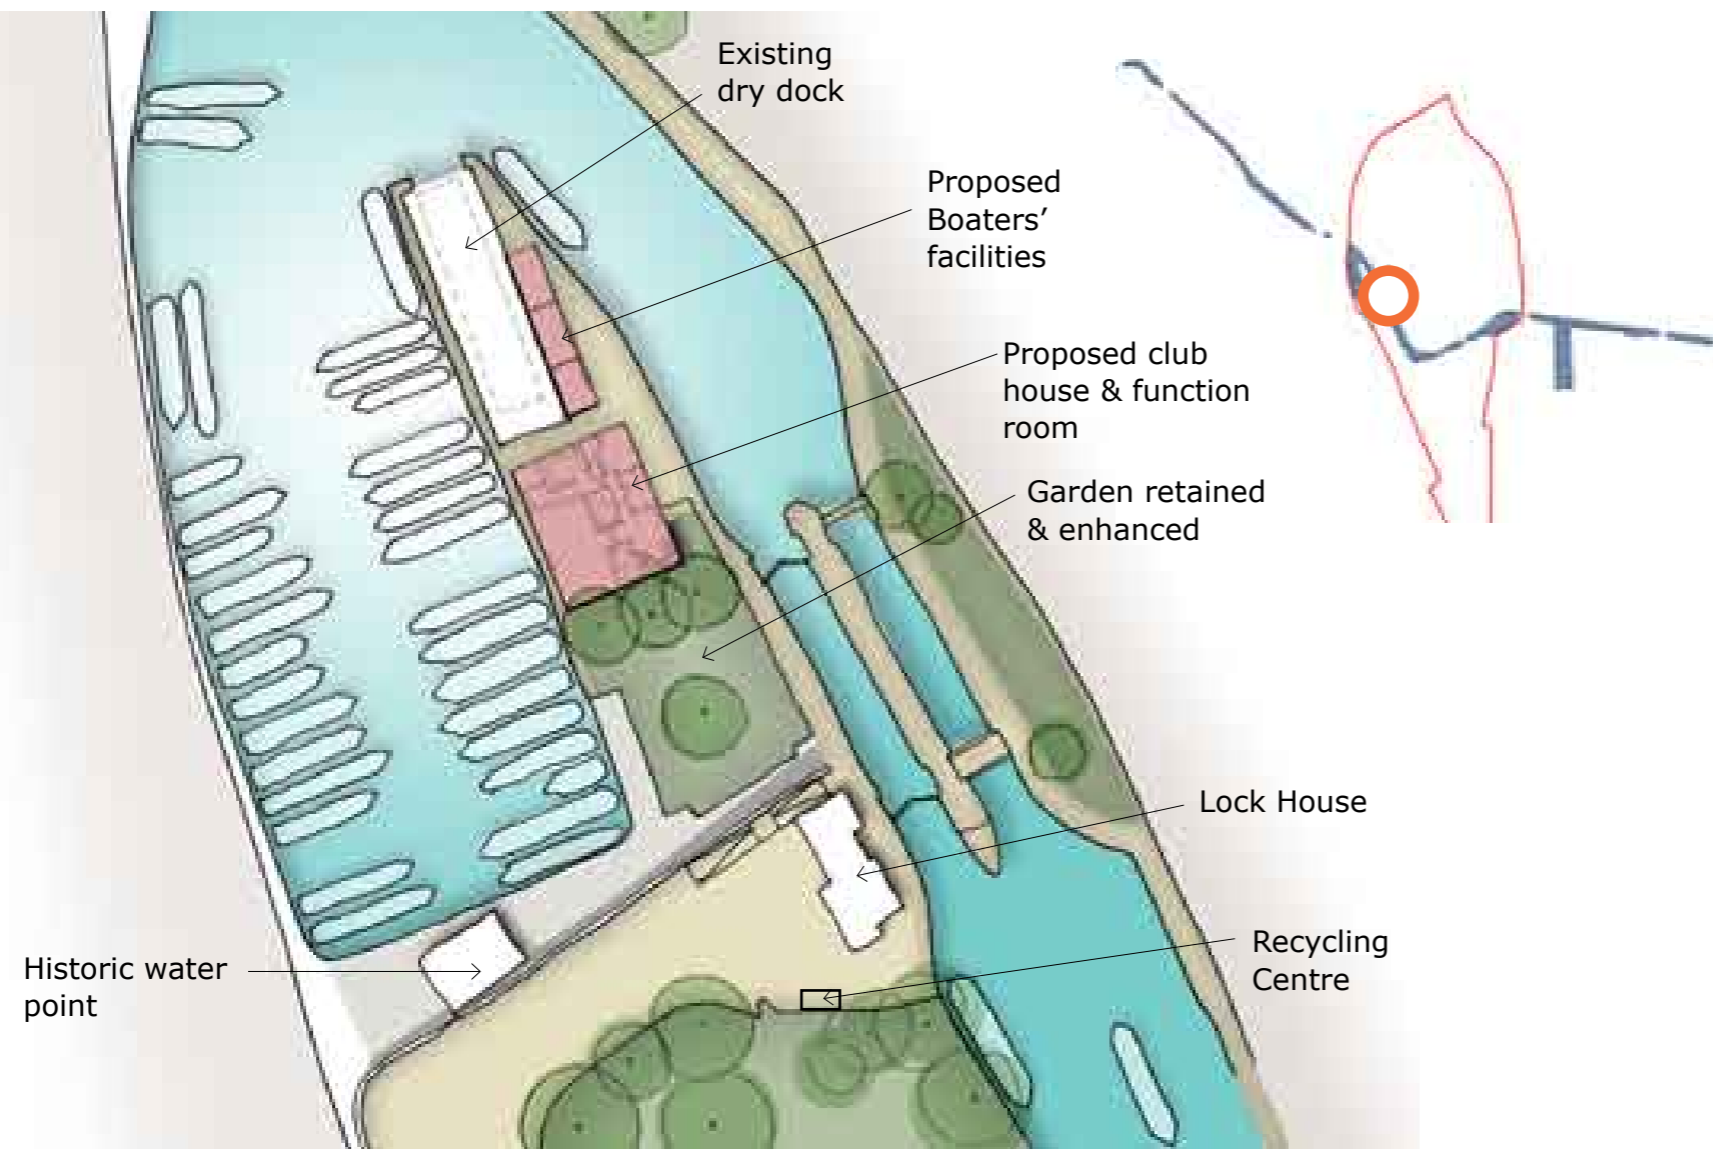 Existing
dry dock
Proposed
Boaters’
facilities
Proposed club
house & function
room
Garden retained
& enhanced
Lock House
Recycling
Centre
Historic water
point